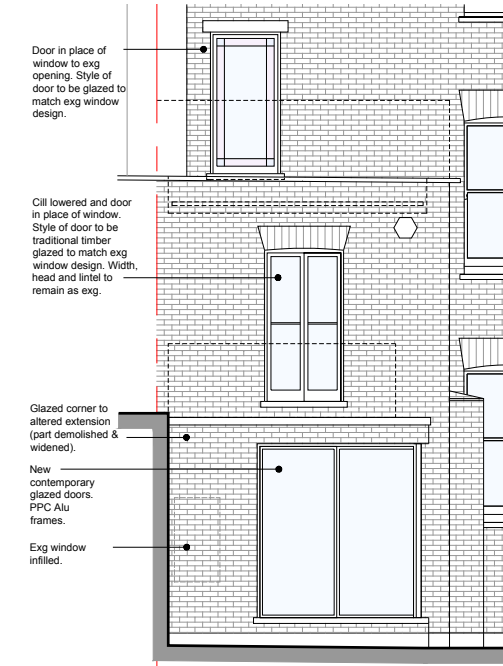 Door in place of
window to exg
opening. Style of
door to be glazed to
match exg window
design.
Cill lowered and door
in place of window.
Style of door to be
traditional timber
glazed to match exg
window design. Width,
head and lintel to
remain as exg.
Glazed corner to
altered extension
(part demolished &
widened).
New
contemporary
glazed doors.
PPC Alu
frames.
Exg window
infilled.